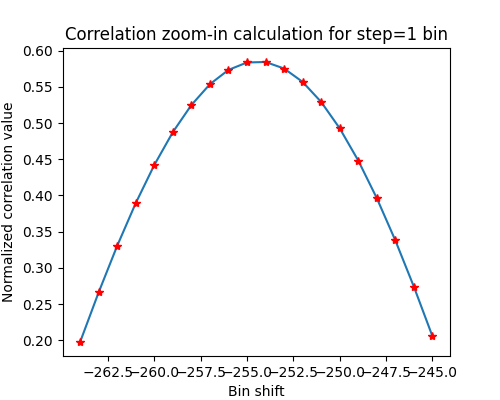 Correlation zoom-in calculation for step=1 bin
Normalized correlation value
0.60
0.55
0.50
0.45
0.40
0.35
0.30
0.25
0.20
−262.5 −260.0 −257.5 −255.0 −252.5 −250.0 −247.5 −245.0
Bin shift